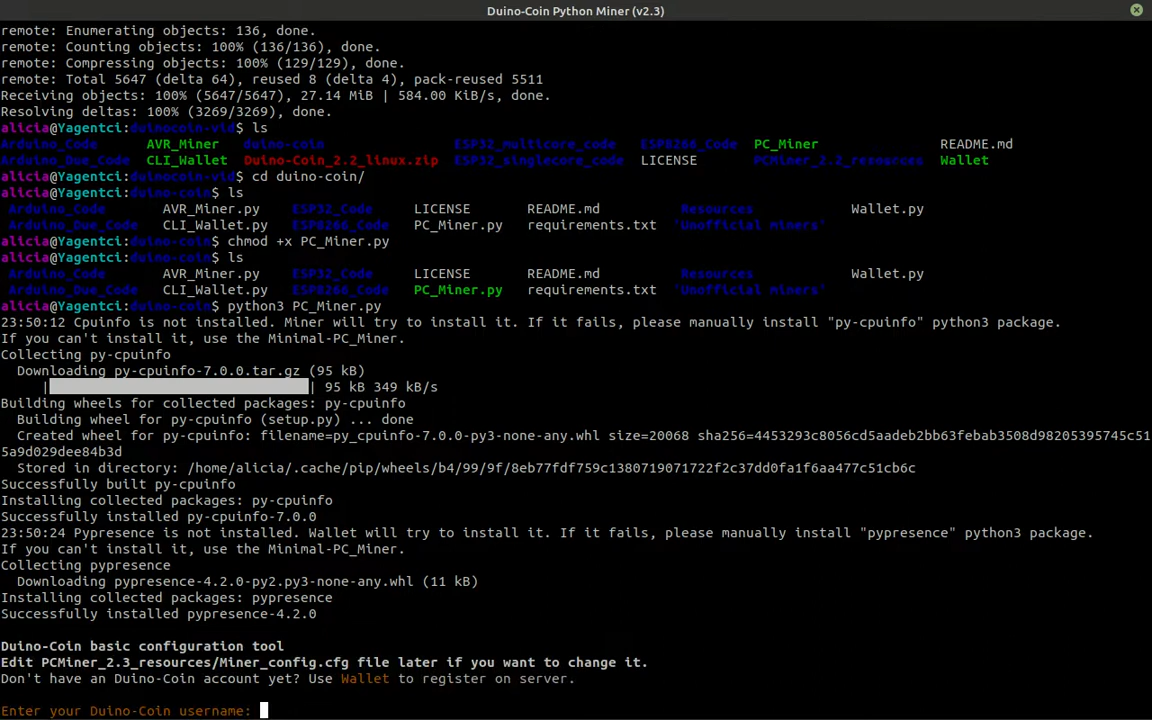 Duino-Coin Python Miner (v2.3)
remote: Enumerating objects: 136, done.
remote: Counting objects: 100% (136/136), done.
remote: Compressing objects: 100% (129/129), done.
remote: Total 5647 (delta 64), reused 8 (delta 4), pack-reused 5511
Receiving objects: 100% (5647/5647), 27.14 MiB | 584.00 KiB/s, done.
Resolving deltas: 100% (3269/3269), done.
alicia@Yagentci:duinocoin-vid$ ls
Arduino_Code AVR_Miner duino-coin ESP32_multicore_code ESP8266_Code PC_Miner README.md
Arduino_Due_Code CLI_Wallet Duino-Coin_2.2_linux.zip ESP32_singlecore_code LICENSE PCMiner_2.2_resources Wallet
alicia@Yagentci:duinocoin-vid$ cd duino-coin/
alicia@Yagentci:duino-coin$ ls
Arduino_Code AVR_Miner.py ESP32_Code LICENSE README.md Resources Wallet.py
Arduino_Due_Code CLI_Wallet.py ESP8266_Code PC_Miner.py requirements.txt 'Unofficial miners'
alicia@Yagentci:duino-coin$ chmod +x PC_Miner.py
alicia@Yagentci:duino-coin$ ls
Arduino_Code AVR_Miner.py ESP32_Code LICENSE README.md Resources Wallet.py
Arduino_Due_Code CLI_Wallet.py ESP8266_Code PC_Miner.py requirements.txt 'Unofficial miners'
alicia@Yagentci:duino-coin$ python3 PC_Miner.py
23:50:12 Cpuinfo is not installed. Miner will try to install it. If it fails, please manually install "py-cpuinfo" python3 package.
If you can't install it, use the Minimal-PC_Miner.
Collecting py-cpuinfo
Downloading py-cpuinfo-7.0.0.tar.gz (95 kB)
| | 95 kB 349 kB/s
Building wheels for collected packages: py-cpuinfo
Building wheel for py-cpuinfo (setup.py) ... done
Created wheel for py-cpuinfo: filename=py_cpuinfo-7.0.0-py3-none-any.whl size=20068 sha256=4453293c8056cd5aadeb2bb63febab3508d98205395745c51
5a9d029dee84b3d
Stored in directory: /home/alicia/.cache/pip/wheels/b4/99/9f/8eb77fdf759c1380719071722f2c37dd0fa1f6aa477c51cb6c
Successfully built py-cpuinfo
Installing collected packages: py-cpuinfo
Successfully installed py-cpuinfo-7.0.0
23:50:24 Pypresence is not installed. Wallet will try to install it. If it fails, please manually install "pypresence" python3 package.
If you can't install it, use the Minimal-PC_Miner.
Collecting pypresence
Downloading pypresence-4.2.0-py2.py3-none-any.whl (11 kB)
Installing collected packages: pypresence
Successfully installed pypresence-4.2.0
Duino-Coin basic configuration tool
Edit PCMiner_2.3_resources/Miner_config.cfg file later if you want to change it.
Don't have an Duino-Coin account yet? Use Wallet to register on server.
Enter your Duino-Coin username: